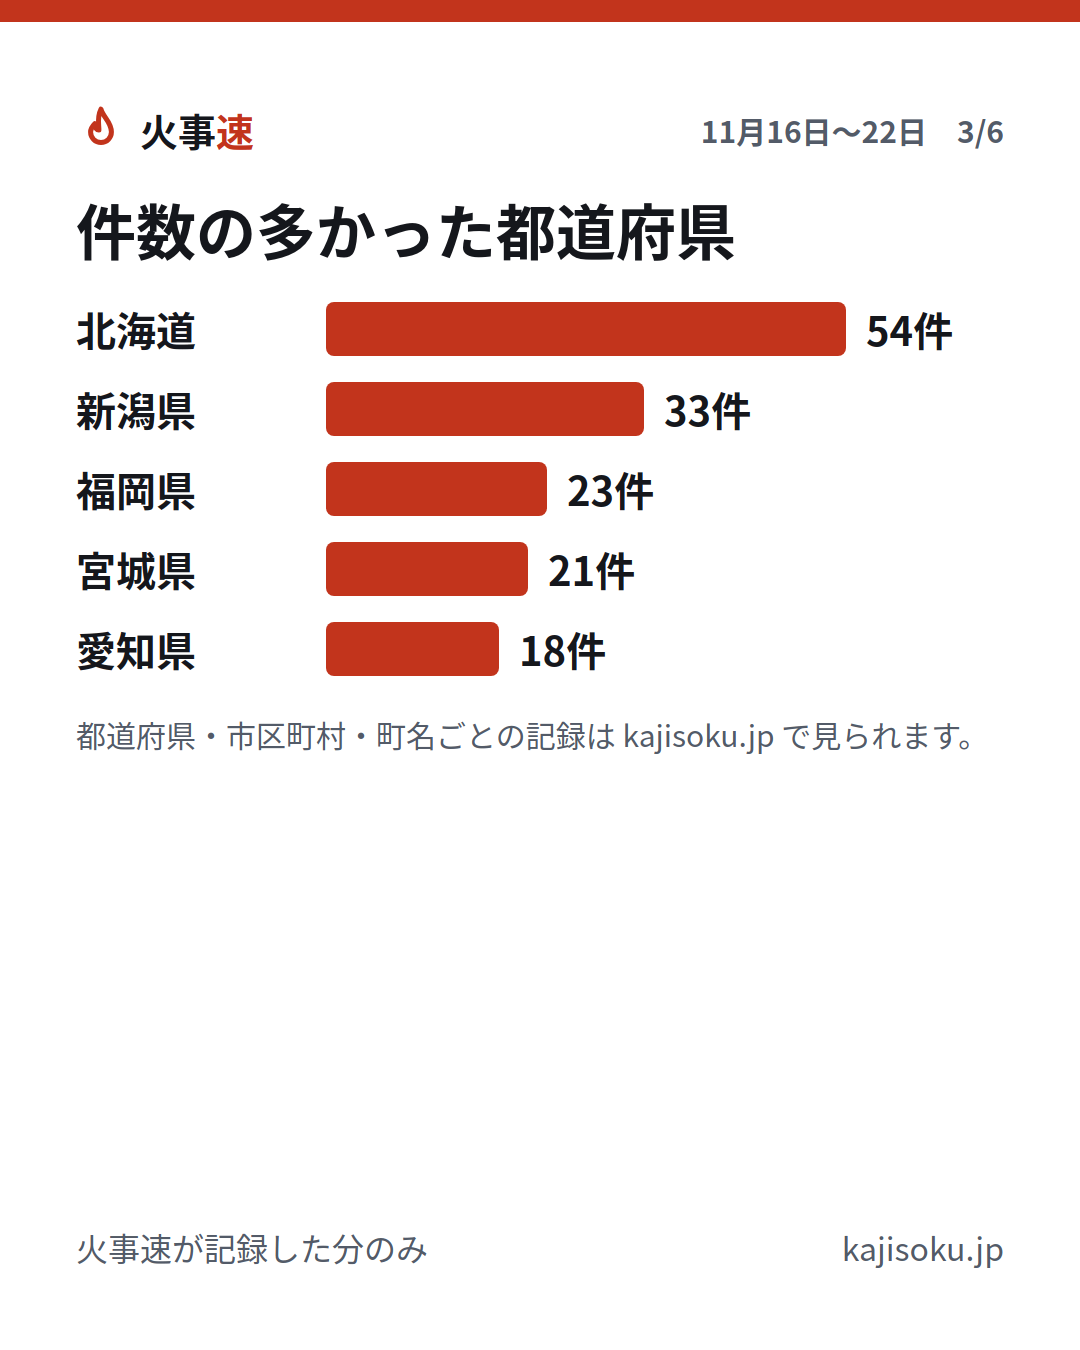 火事速
11月16日〜22日 3/6
件数の多かった都道府県
北海道 54件
新潟県 33件
福岡県 23件
宮城県 21件
愛知県 18件
都道府県・市区町村・町名ごとの記録は kajisoku.jp で見られます。
火事速が記録した分のみ
kajisoku.jp